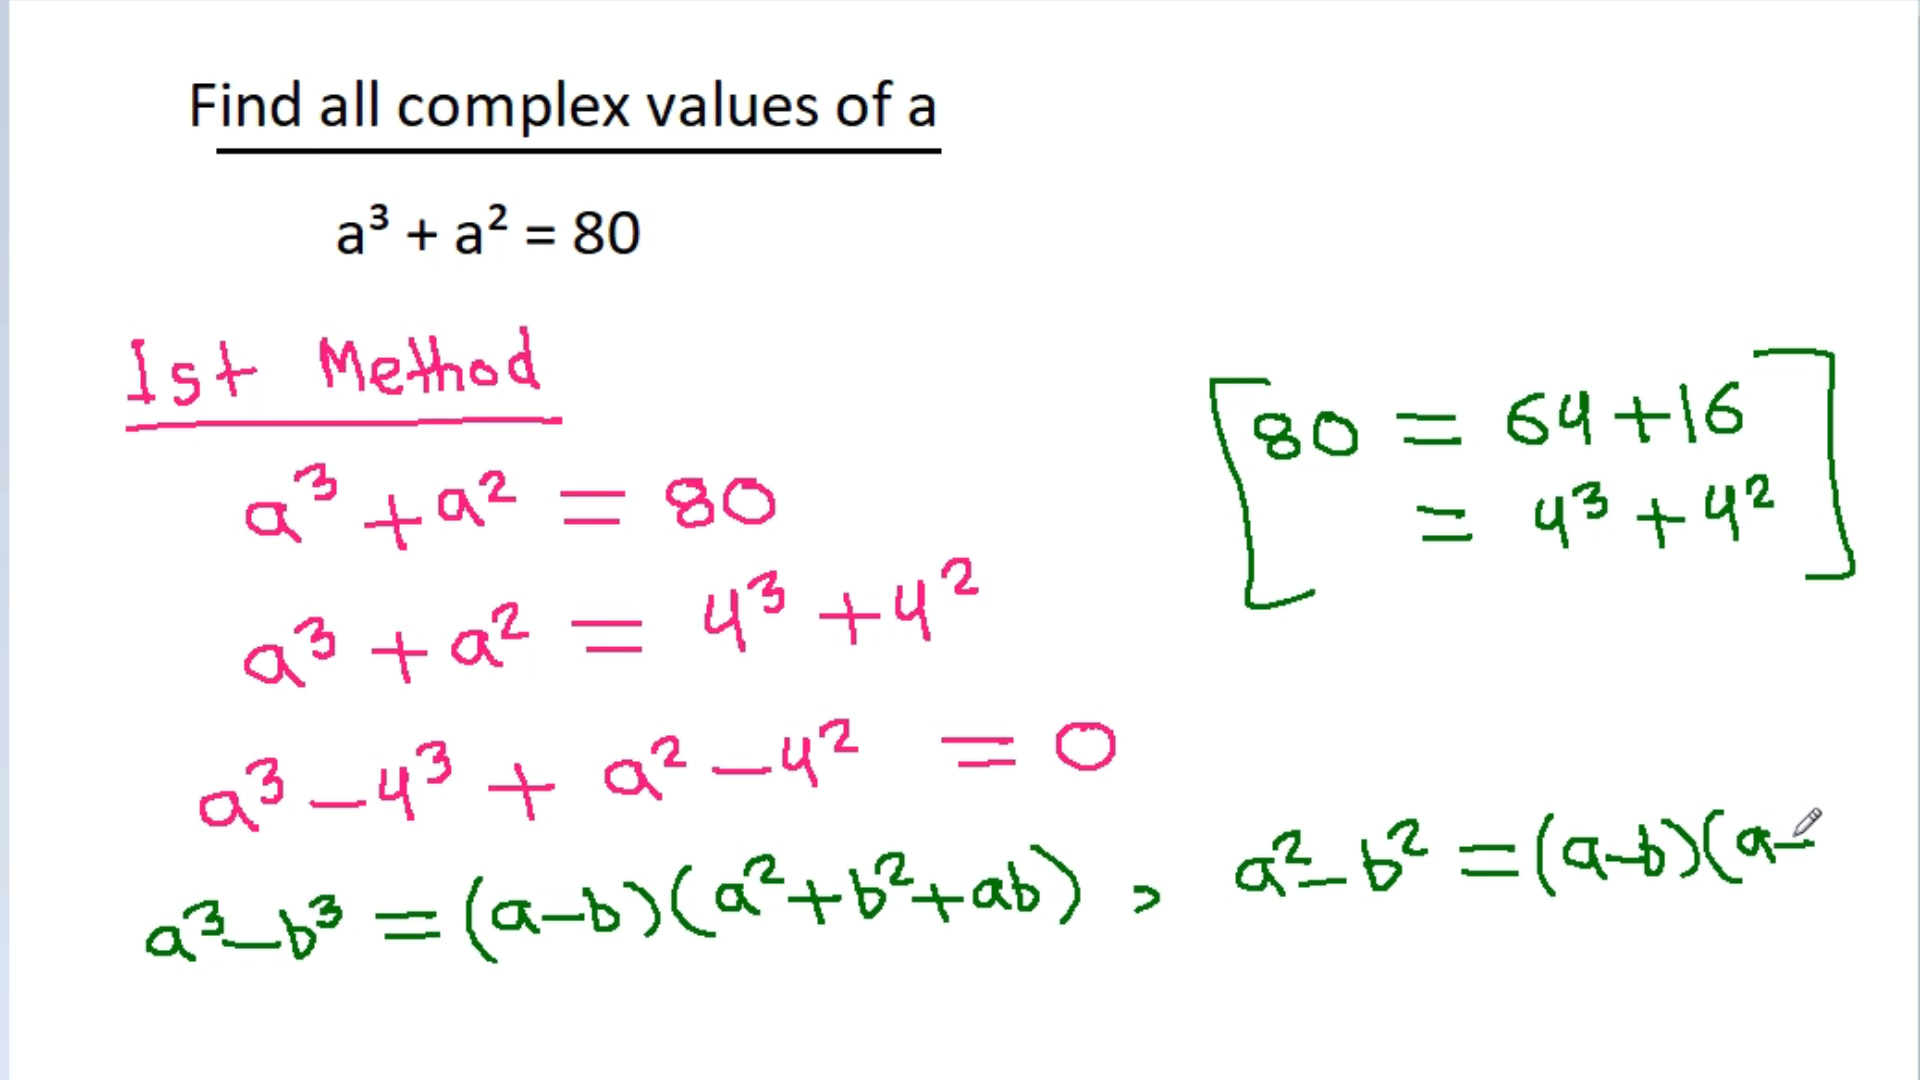 Find all complex values of a
a³ + a² = 80
Ist Method
a³ + a² = 80
a³ + a² = 4³ + 4²
a³ - 4³ + a² - 4² = 0
a³ - b³ = (a-b)(a² + b² + ab) , a² - b² = (a-b)(a-
[80 = 64 + 16
= 4³ + 4²]